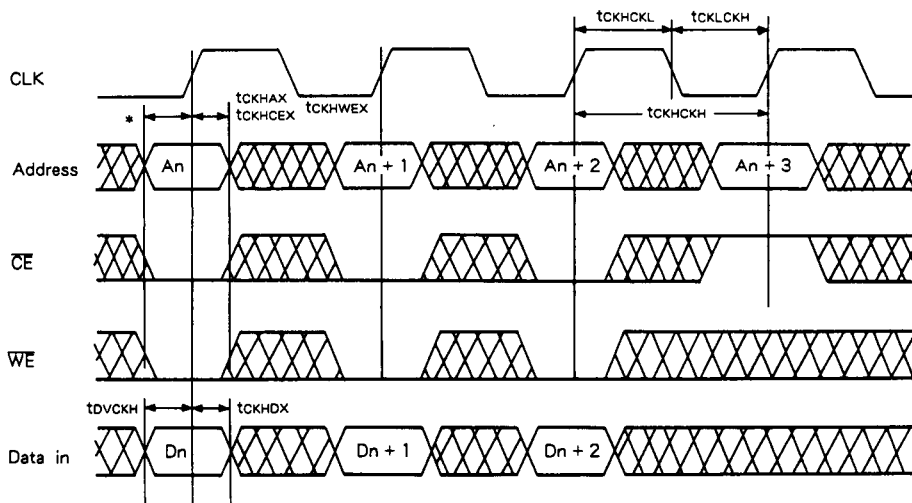 tCKHCKL tCKLCKH
CLK
* tCKHAX tCKHWEX
tCKHCEX
tCKHCKH
Address An An + 1 An + 2 An + 3
CE
WE
tDVCKH tCKHDX
Data in Dn Dn + 1 Dn + 2